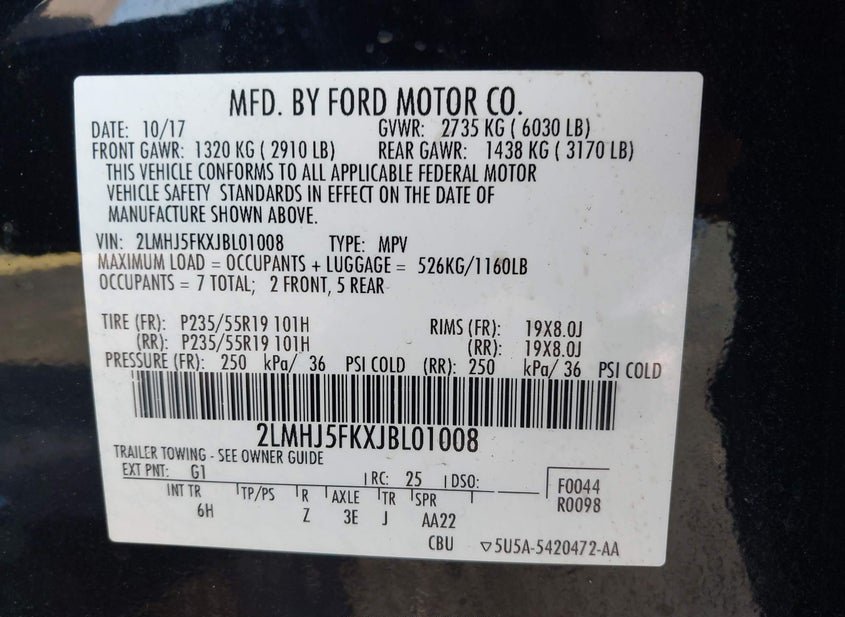 MFD. BY FORD MOTOR CO.
DATE: 10/17 GVWR: 2735 KG ( 6030 LB)
FRONT GAWR: 1320 KG ( 2910 LB) REAR GAWR: 1438 KG ( 3170 LB)
THIS VEHICLE CONFORMS TO ALL APPLICABLE FEDERAL MOTOR
VEHICLE SAFETY STANDARDS IN EFFECT ON THE DATE OF
MANUFACTURE SHOWN ABOVE.
VIN: 2LMHJ5FKXJBL01008 TYPE: MPV
MAXIMUM LOAD = OCCUPANTS + LUGGAGE = 526KG/1160LB
OCCUPANTS = 7 TOTAL; 2 FRONT, 5 REAR
TIRE (FR): P235/55R19 101H RIMS (FR): 19X8.0J
(RR): P235/55R19 101H (RR): 19X8.0J
PRESSURE (FR): 250 kPa/ 36 PSI COLD (RR): 250 kPa/ 36 PSI COLD
2LMHJ5FKXJBL01008
TRAILER TOWING - SEE OWNER GUIDE
EXT PNT: G1 RC: 25 DSO: F0044
INT TR TP/PS R AXLE TR SPR R0098
6H Z 3E J AA22
CBU ▽5U5A-5420472-AA